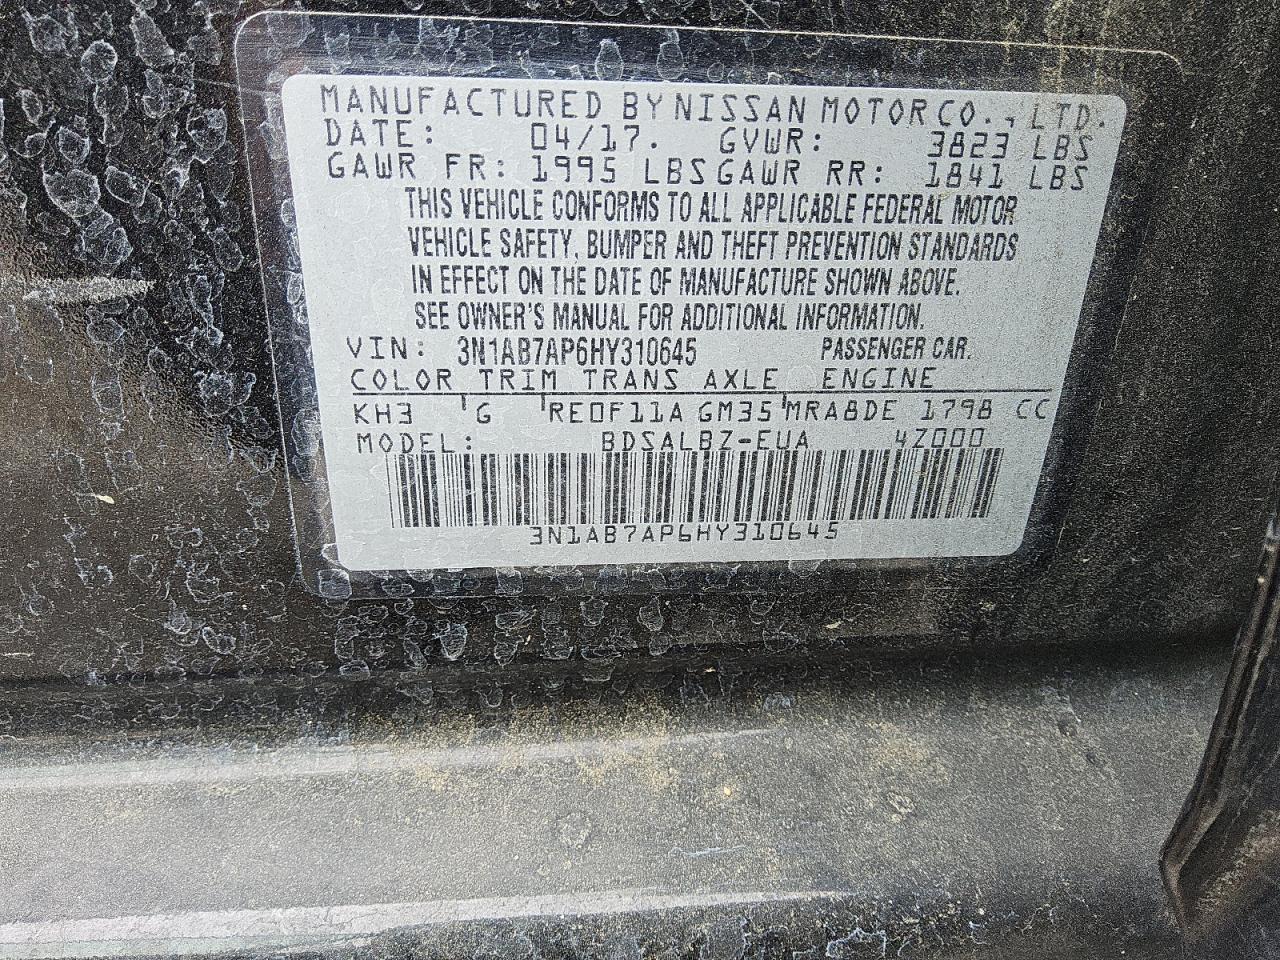 MANUFACTURED BY NISSAN MOTOR CO., LTD.
DATE: 04/17. GVWR: 3823 LBS
GAWR FR: 1995 LBS GAWR RR: 1841 LBS
THIS VEHICLE CONFORMS TO ALL APPLICABLE FEDERAL MOTOR
VEHICLE SAFETY, BUMPER AND THEFT PREVENTION STANDARDS
IN EFFECT ON THE DATE OF MANUFACTURE SHOWN ABOVE.
SEE OWNER'S MANUAL FOR ADDITIONAL INFORMATION.
VIN: 3N1AB7AP6HY310645 PASSENGER CAR.
COLOR TRIM TRANS AXLE ENGINE
KH3 G RE0F11A GM35 MRA8DE 1798 CC
MODEL: BDSALBZ-EUA 4Z000
3N1AB7AP6HY310645